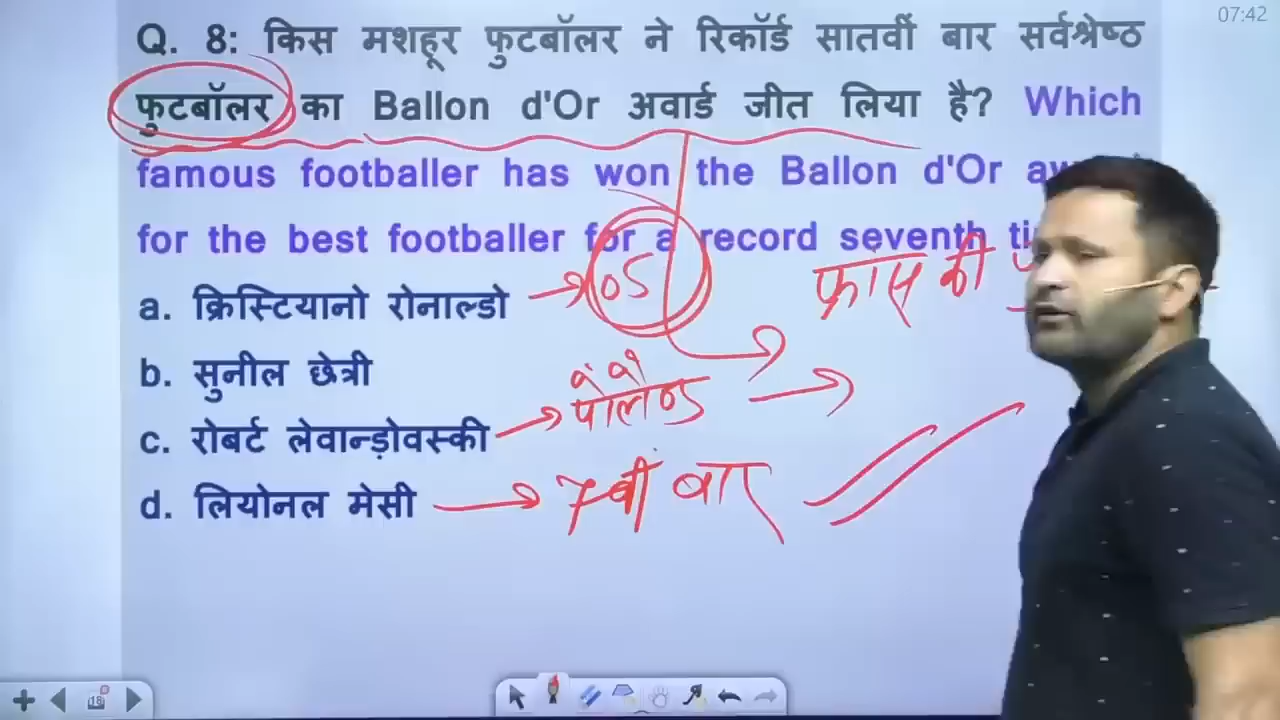 07:42
Q. 8: किस मशहूर फुटबॉलर ने रिकॉर्ड सातवीं बार सर्वश्रेष्ठ
फुटबॉलर का Ballon d'Or अवार्ड जीत लिया है? Which
famous footballer has won the Ballon d'Or
for the best footballer for a record seventh
a. क्रिस्टियानो रोनाल्डो
05
फ्रांस की
b. सुनील छेत्री
c. रोबर्ट लेवान्ड़ोवस्की
पोलैण्ड
d. लियोनल मेसी
7वीं बार
18